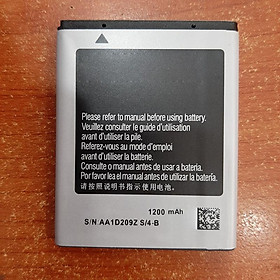 Please refer to manual before using battery.
Veuillez consulter le guide d'utilisation
avant d'utiliser la pile.
Referez-vous au mode d'emploi
avant d'utiliser la batterie.
Consulte o manual antes de usar a bateria.
Por favor lea el manual antes de utilizar la batería.
请按照说明书指示使用电池
1200 mAh
S/N AA1D209Z S/4-B